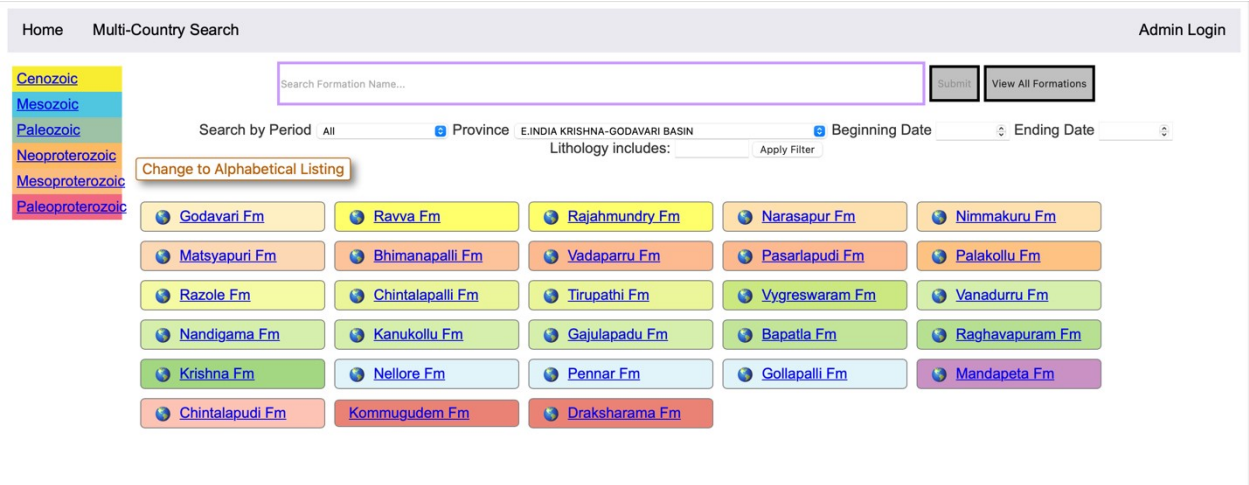 Home Multi-Country Search Admin Login
Cenozoic
Mesozoic
Paleozoic
Neoproterozoic
Mesoproterozoic
Paleoproterozoic
Search Formation Name... Submit View All Formations
Search by Period All Province E.INDIA KRISHNA-GODAVARI BASIN Beginning Date Ending Date
Lithology includes: Apply Filter
Change to Alphabetical Listing
Godavari Fm Ravva Fm Rajahmundry Fm Narasapur Fm Nimmakuru Fm
Matsyapuri Fm Bhimanapalli Fm Vadaparru Fm Pasarlapudi Fm Palakollu Fm
Razole Fm Chintalapalli Fm Tirupathi Fm Vygreswaram Fm Vanadurru Fm
Nandigama Fm Kanukollu Fm Gajulapadu Fm Bapatla Fm Raghavapuram Fm
Krishna Fm Nellore Fm Pennar Fm Gollapalli Fm Mandapeta Fm
Chintalapudi Fm Kommugudem Fm Draksharama Fm